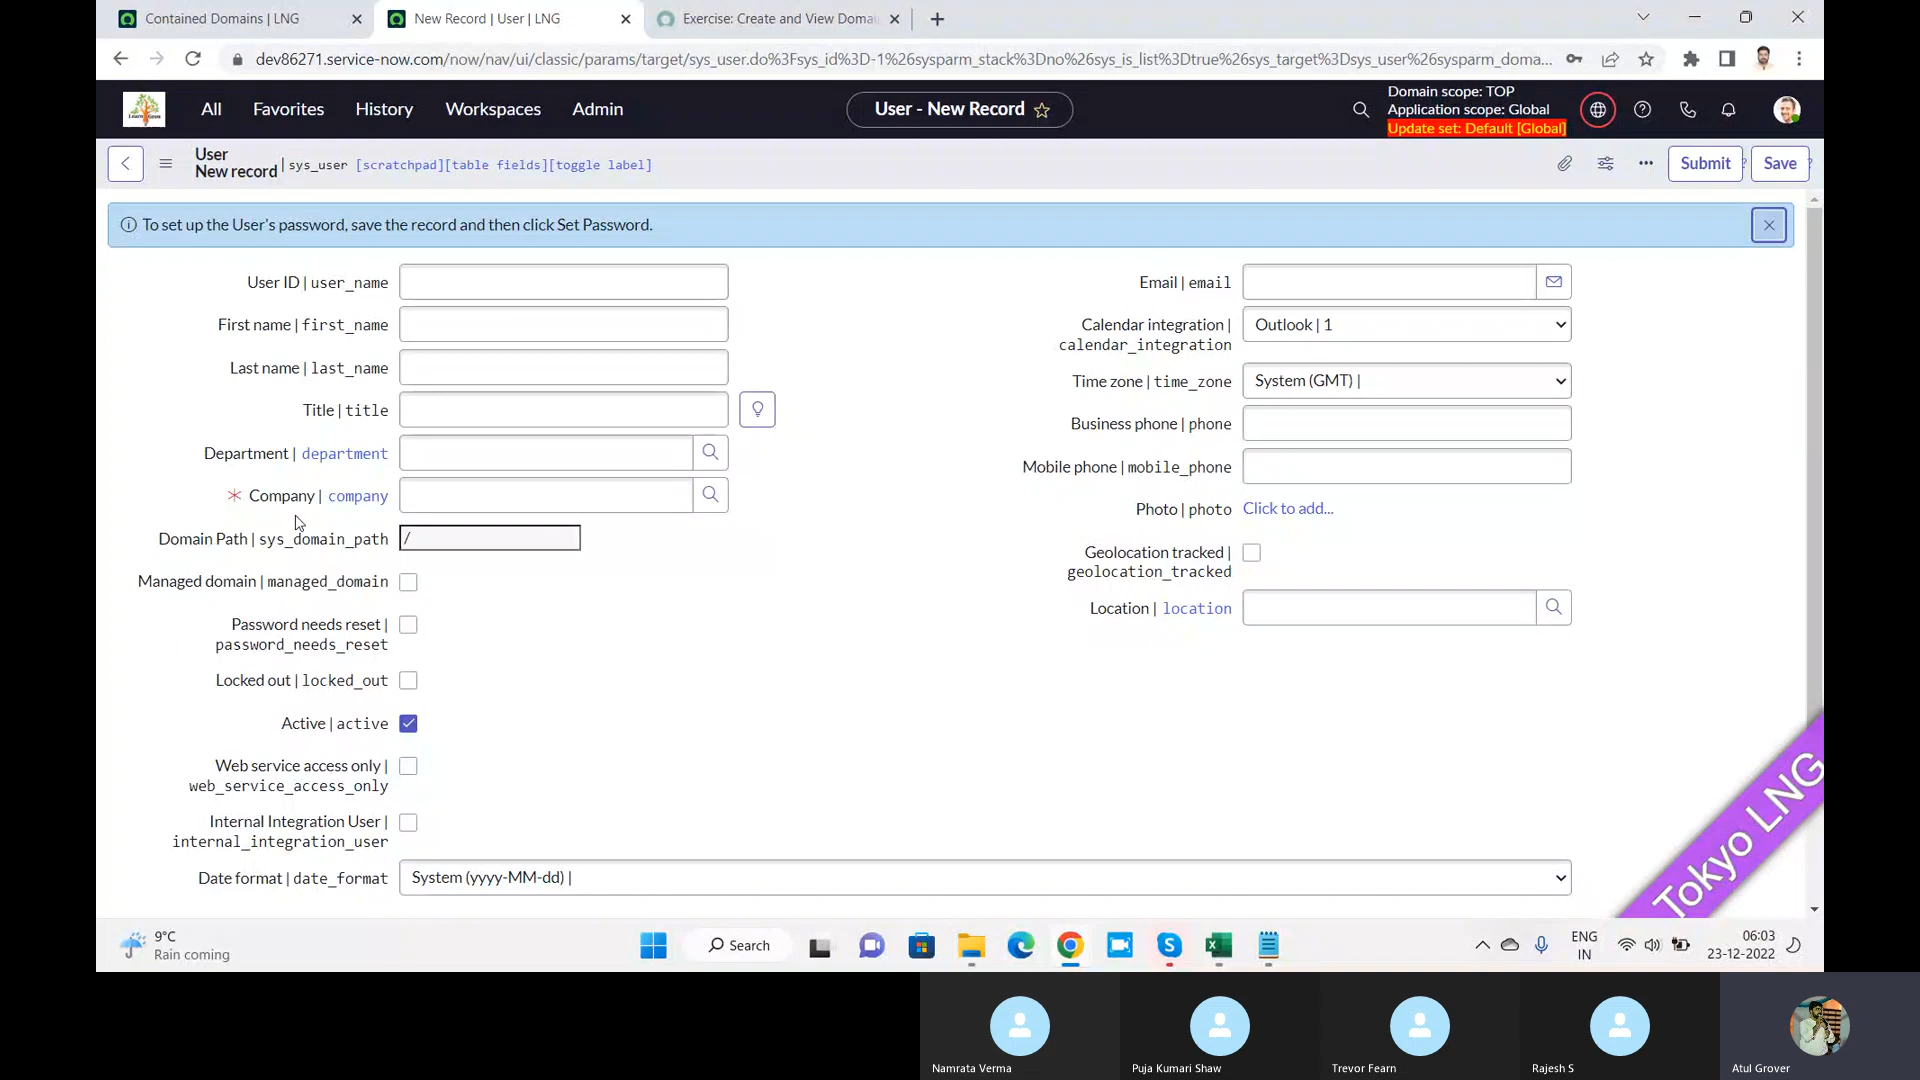 Contained Domains | LNG
New Record | User | LNG
Exercise: Create and View Domai
dev86271.service-now.com/now/nav/ui/classic/params/target/sys_user.do%3Fsys_id%3D-1%26sysparm_stack%3Dno%26sys_is_list%3Dtrue%26sys_target%3Dsys_user%26sysparm_doma...
All
Favorites
History
Workspaces
Admin
User - New Record
Domain scope: TOP
Application scope: Global
Update set: Default [Global]
User
New record
| sys_user [scratchpad][table fields][toggle label]
Submit
Save
To set up the User's password, save the record and then click Set Password.
User ID | user_name
First name | first_name
Last name | last_name
Title | title
Department | department
Company | company
Domain Path | sys_domain_path
/
Managed domain | managed_domain
Password needs reset |
password_needs_reset
Locked out | locked_out
Active | active
Web service access only |
web_service_access_only
Internal Integration User |
internal_integration_user
Date format | date_format
System (yyyy-MM-dd) |
Email | email
Calendar integration |
calendar_integration
Outlook | 1
Time zone | time_zone
System (GMT) |
Business phone | phone
Mobile phone | mobile_phone
Photo | photo
Click to add...
Geolocation tracked |
geolocation_tracked
Location | location
Tokyo LNG
9°C
Rain coming
Search
ENG
IN
06:03
23-12-2022
Namrata Verma
Puja Kumari Shaw
Trevor Fearn
Rajesh S
Atul Grover